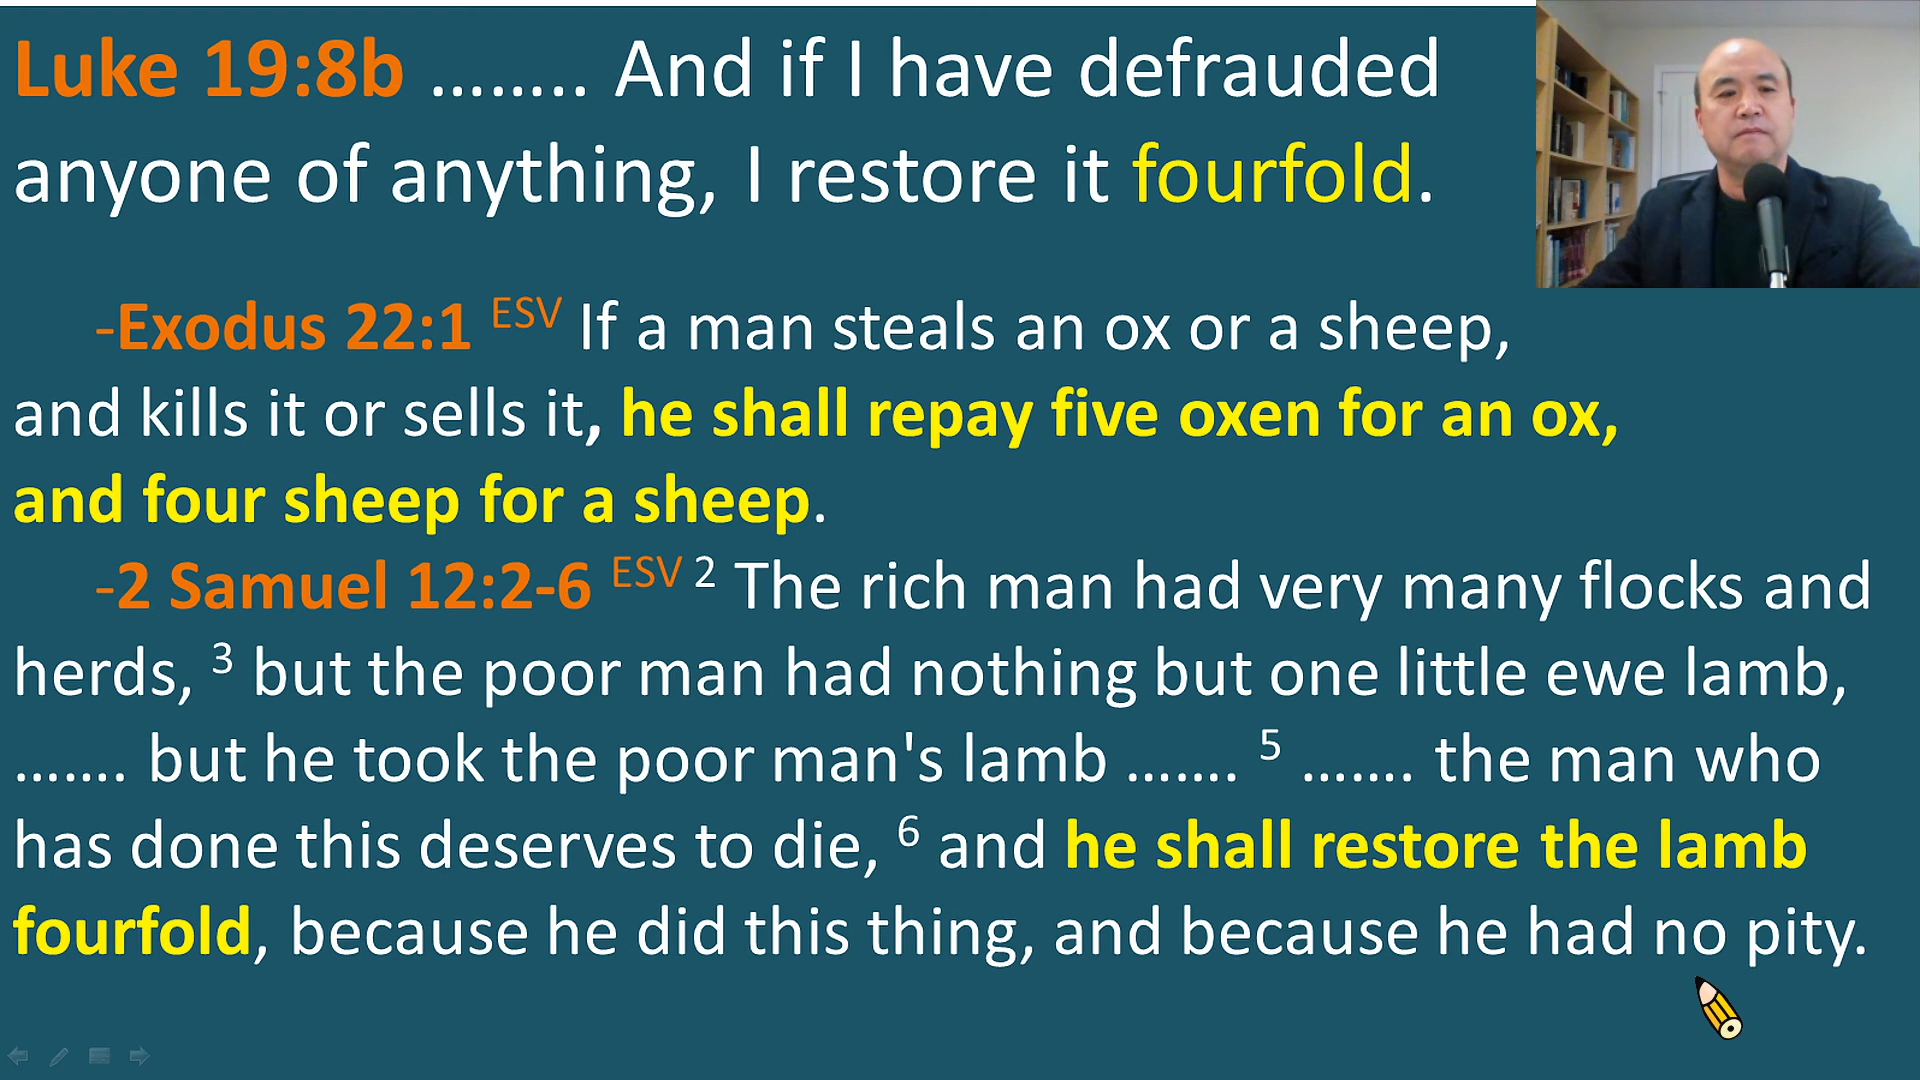 Luke 19:8b ........ And if I have defrauded
anyone of anything, I restore it fourfold.
-Exodus 22:1 ESV If a man steals an ox or a sheep,
and kills it or sells it, he shall repay five oxen for an ox,
and four sheep for a sheep.
-2 Samuel 12:2-6 ESV 2 The rich man had very many flocks and
herds, 3 but the poor man had nothing but one little ewe lamb,
....... but he took the poor man's lamb ....... 5 ....... the man who
has done this deserves to die, 6 and he shall restore the lamb
fourfold, because he did this thing, and because he had no pity.